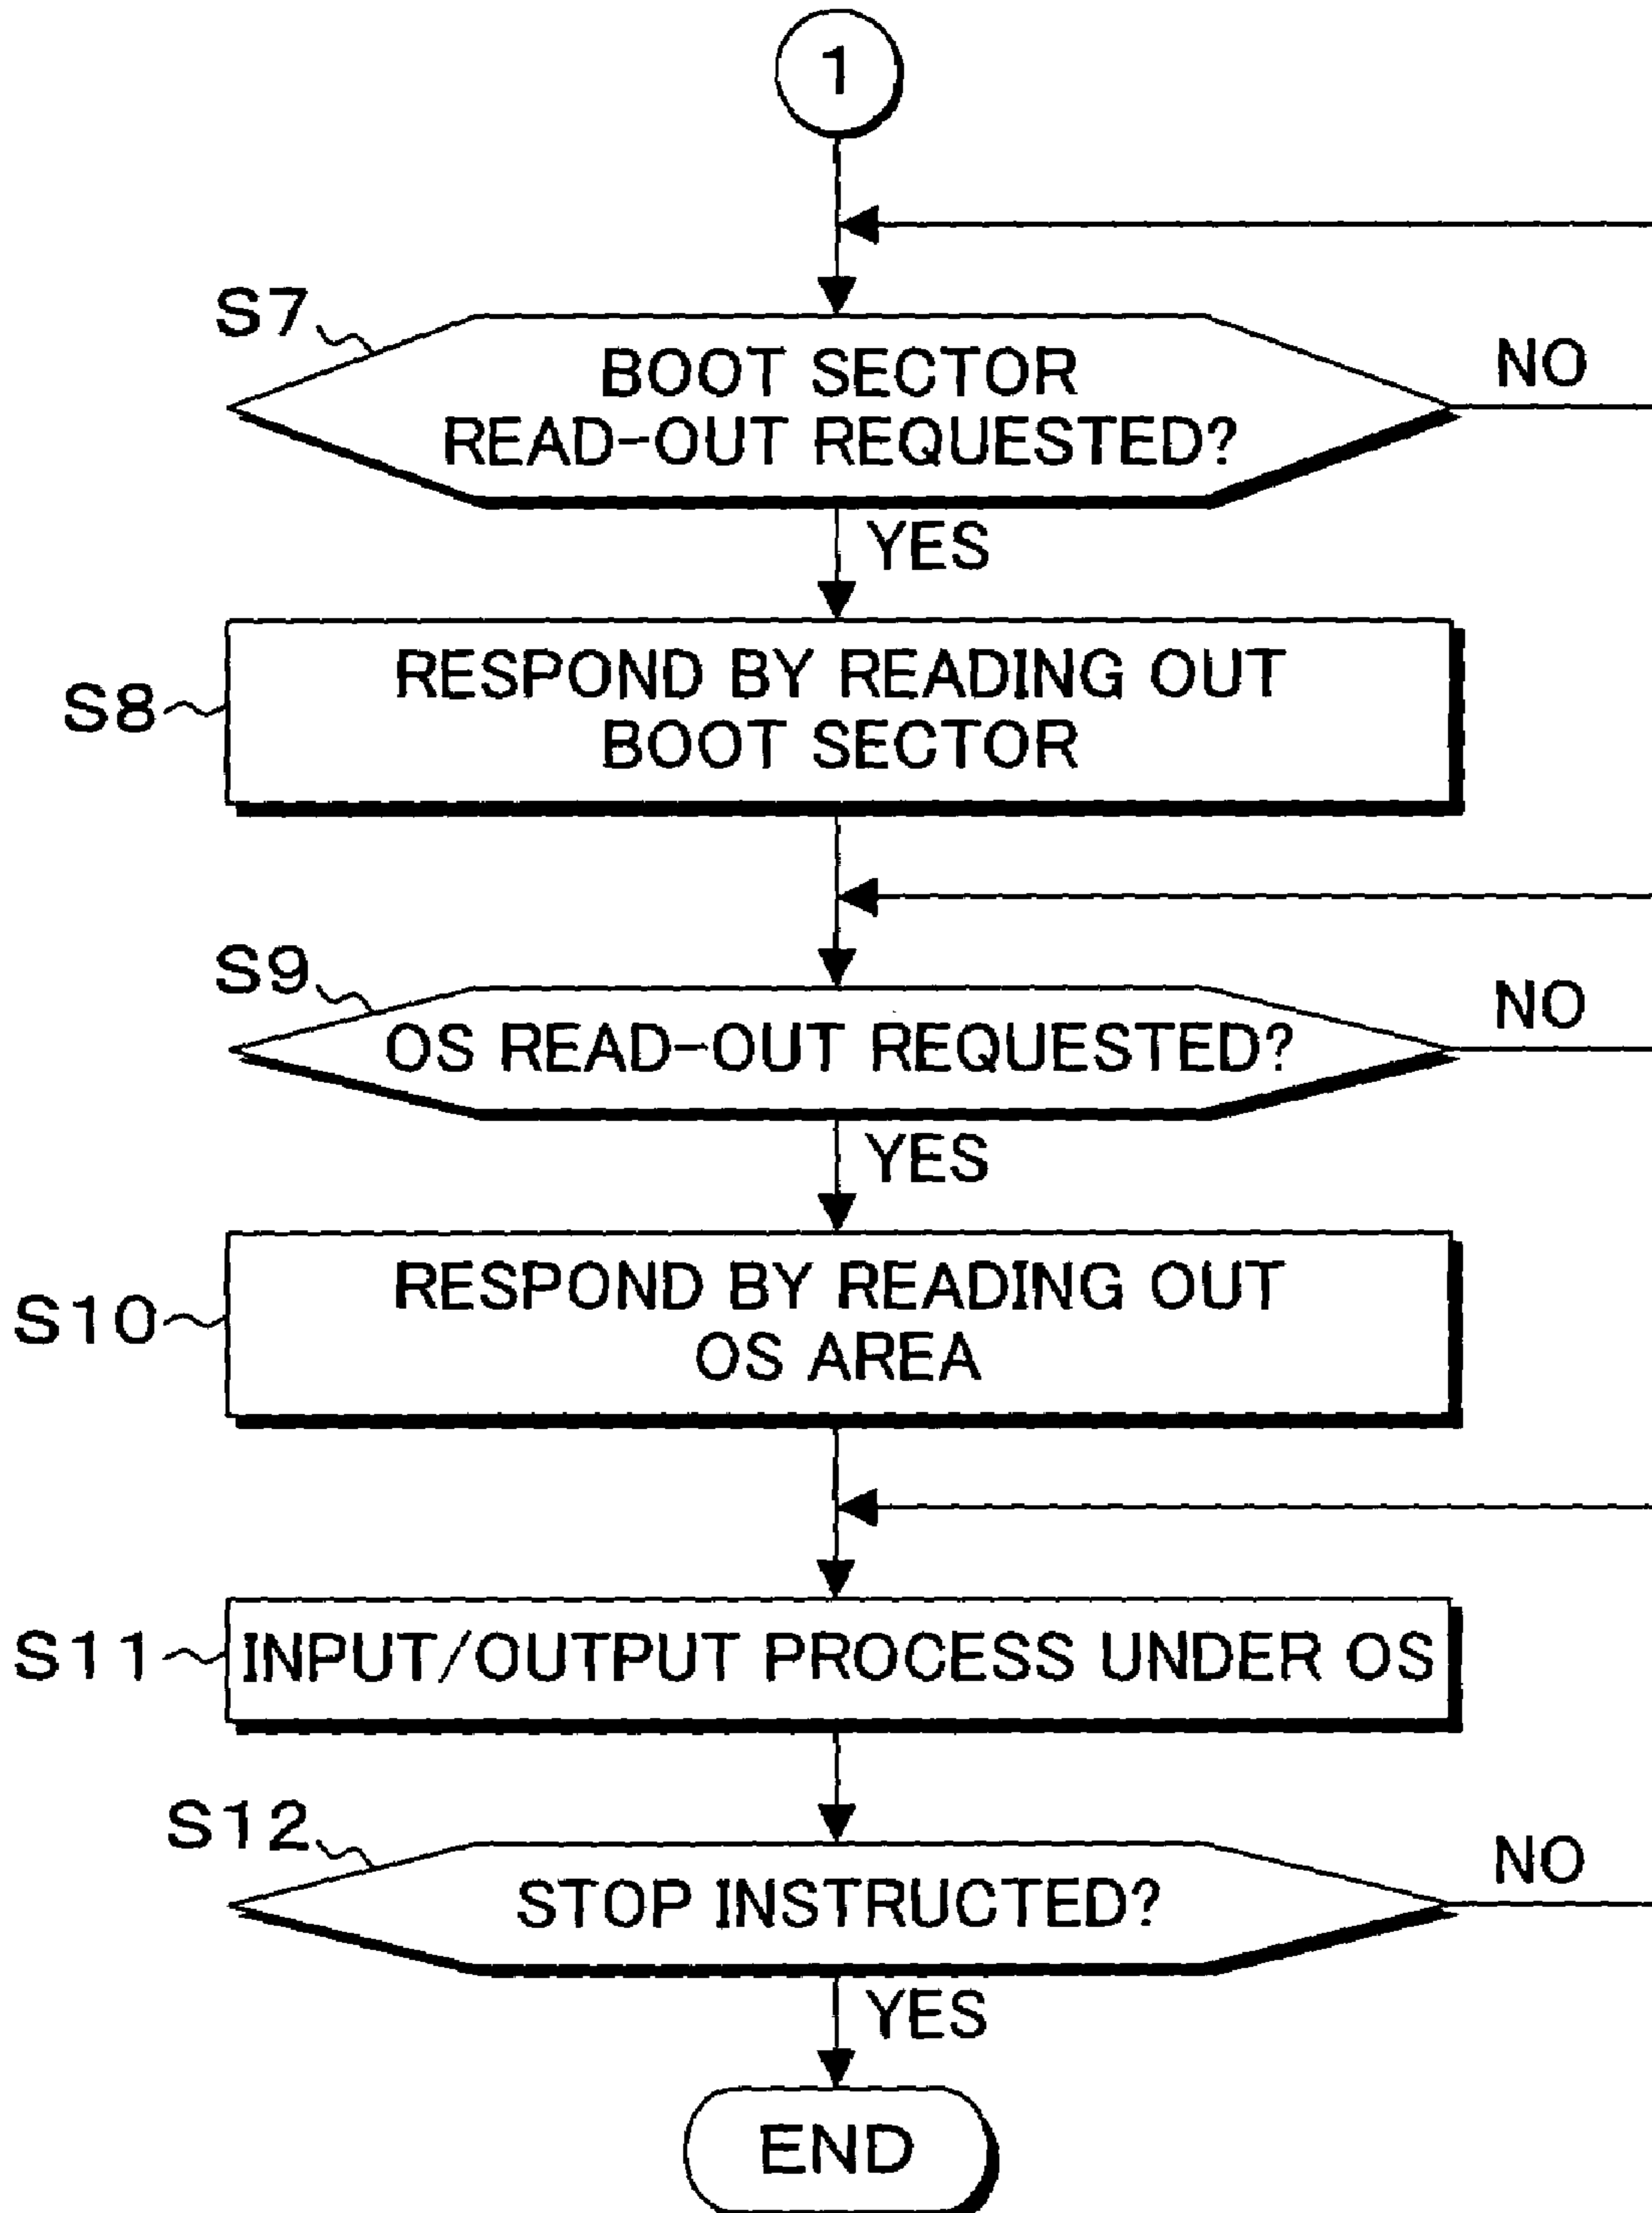 1
S7
BOOT SECTOR
READ-OUT REQUESTED?
NO
YES
S8
RESPOND BY READING OUT
BOOT SECTOR
S9
OS READ-OUT REQUESTED?
NO
YES
S10
RESPOND BY READING OUT
OS AREA
S11
INPUT/OUTPUT PROCESS UNDER OS
S12
STOP INSTRUCTED?
NO
YES
END